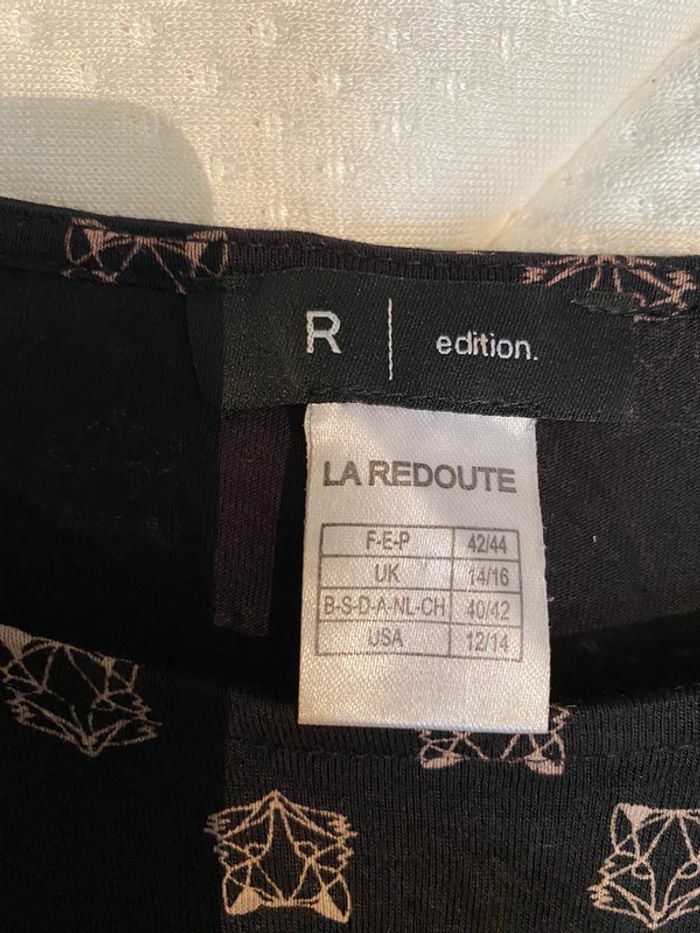 R | edition.
LA REDOUTE
F-E-P 42/44
UK 14/16
B-S-D-A-NL-CH 40/42
USA 12/14